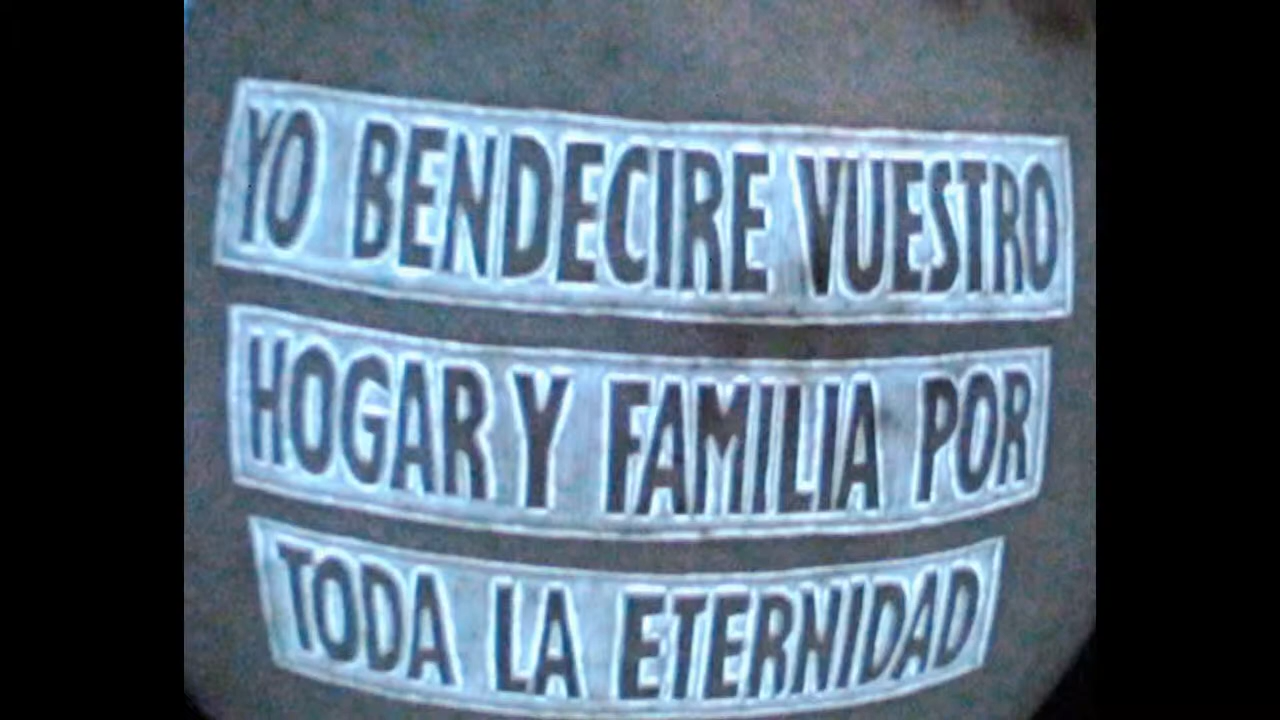 YO BENDECIRE VUESTRO
HOGAR Y FAMILIA POR
TODA LA ETERNIDAD